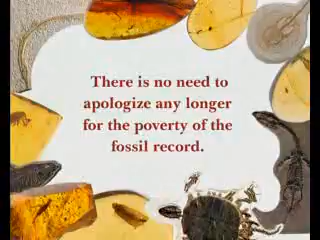 There is no need to
apologize any longer
for the poverty of the
fossil record.